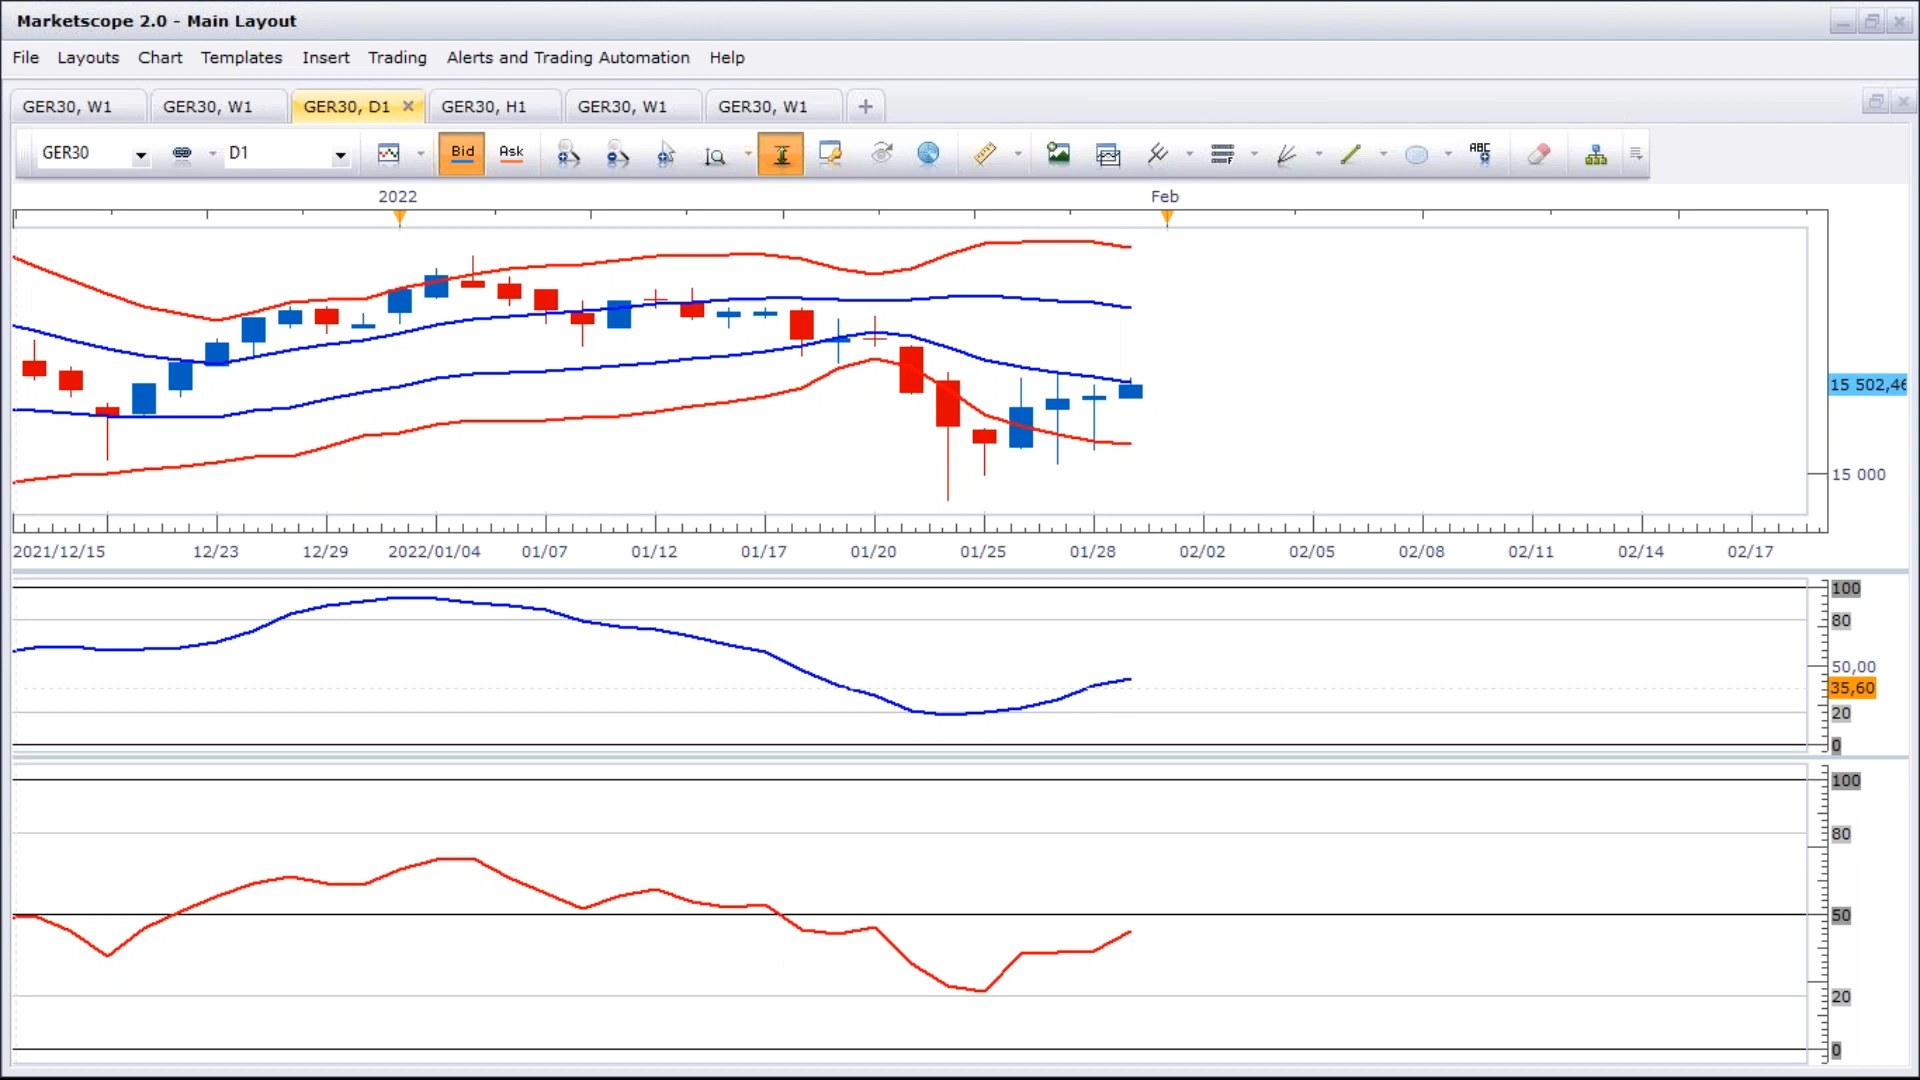 Marketscope 2.0 - Main Layout
File Layouts Chart Templates Insert Trading Alerts and Trading Automation Help
GER30, W1 GER30, W1 GER30, D1 GER30, H1 GER30, W1 GER30, W1
GER30 D1 Bid Ask ABC
2022 Feb
15 502,46
15 000
2021/12/15 12/23 12/29 2022/01/04 01/07 01/12 01/17 01/20 01/25 01/28 02/02 02/05 02/08 02/11 02/14 02/17
100
80
50,00
35,60
20
0
100
80
50
20
0